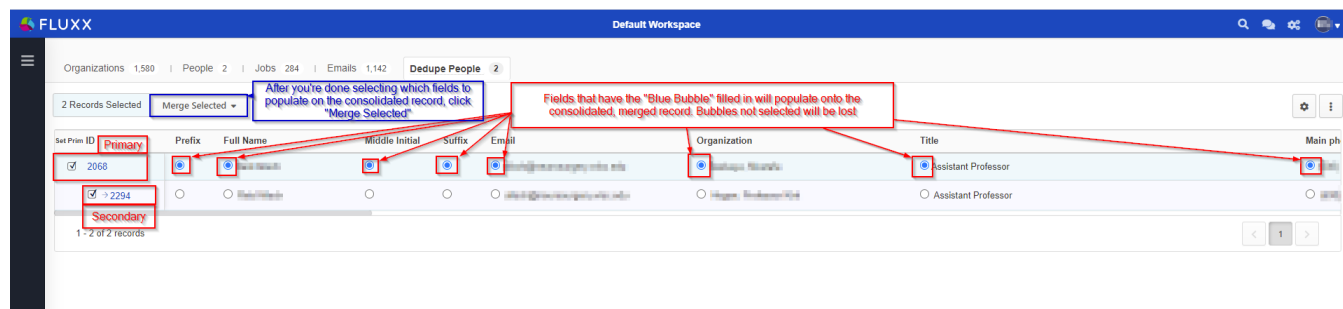 FLUXX
Default Workspace
Organizations 1,580 | People 2 | Jobs 284 | Emails 1,142 Dedupe People 2
2 Records Selected Merge Selected
After you're done selecting which fields to
populate on the consolidated record, click
"Merge Selected"
Fields that have the "Blue Bubble" filled in will populate onto the
consolidated, merged record. Bubbles not selected will be lost
Set Prim ID Primary Prefix Full Name Middle Initial Suffix Email Organization Title Main ph
2068 Assistant Professor
2294 Assistant Professor
Secondary
1 - 2 of 2 records
< 1 >